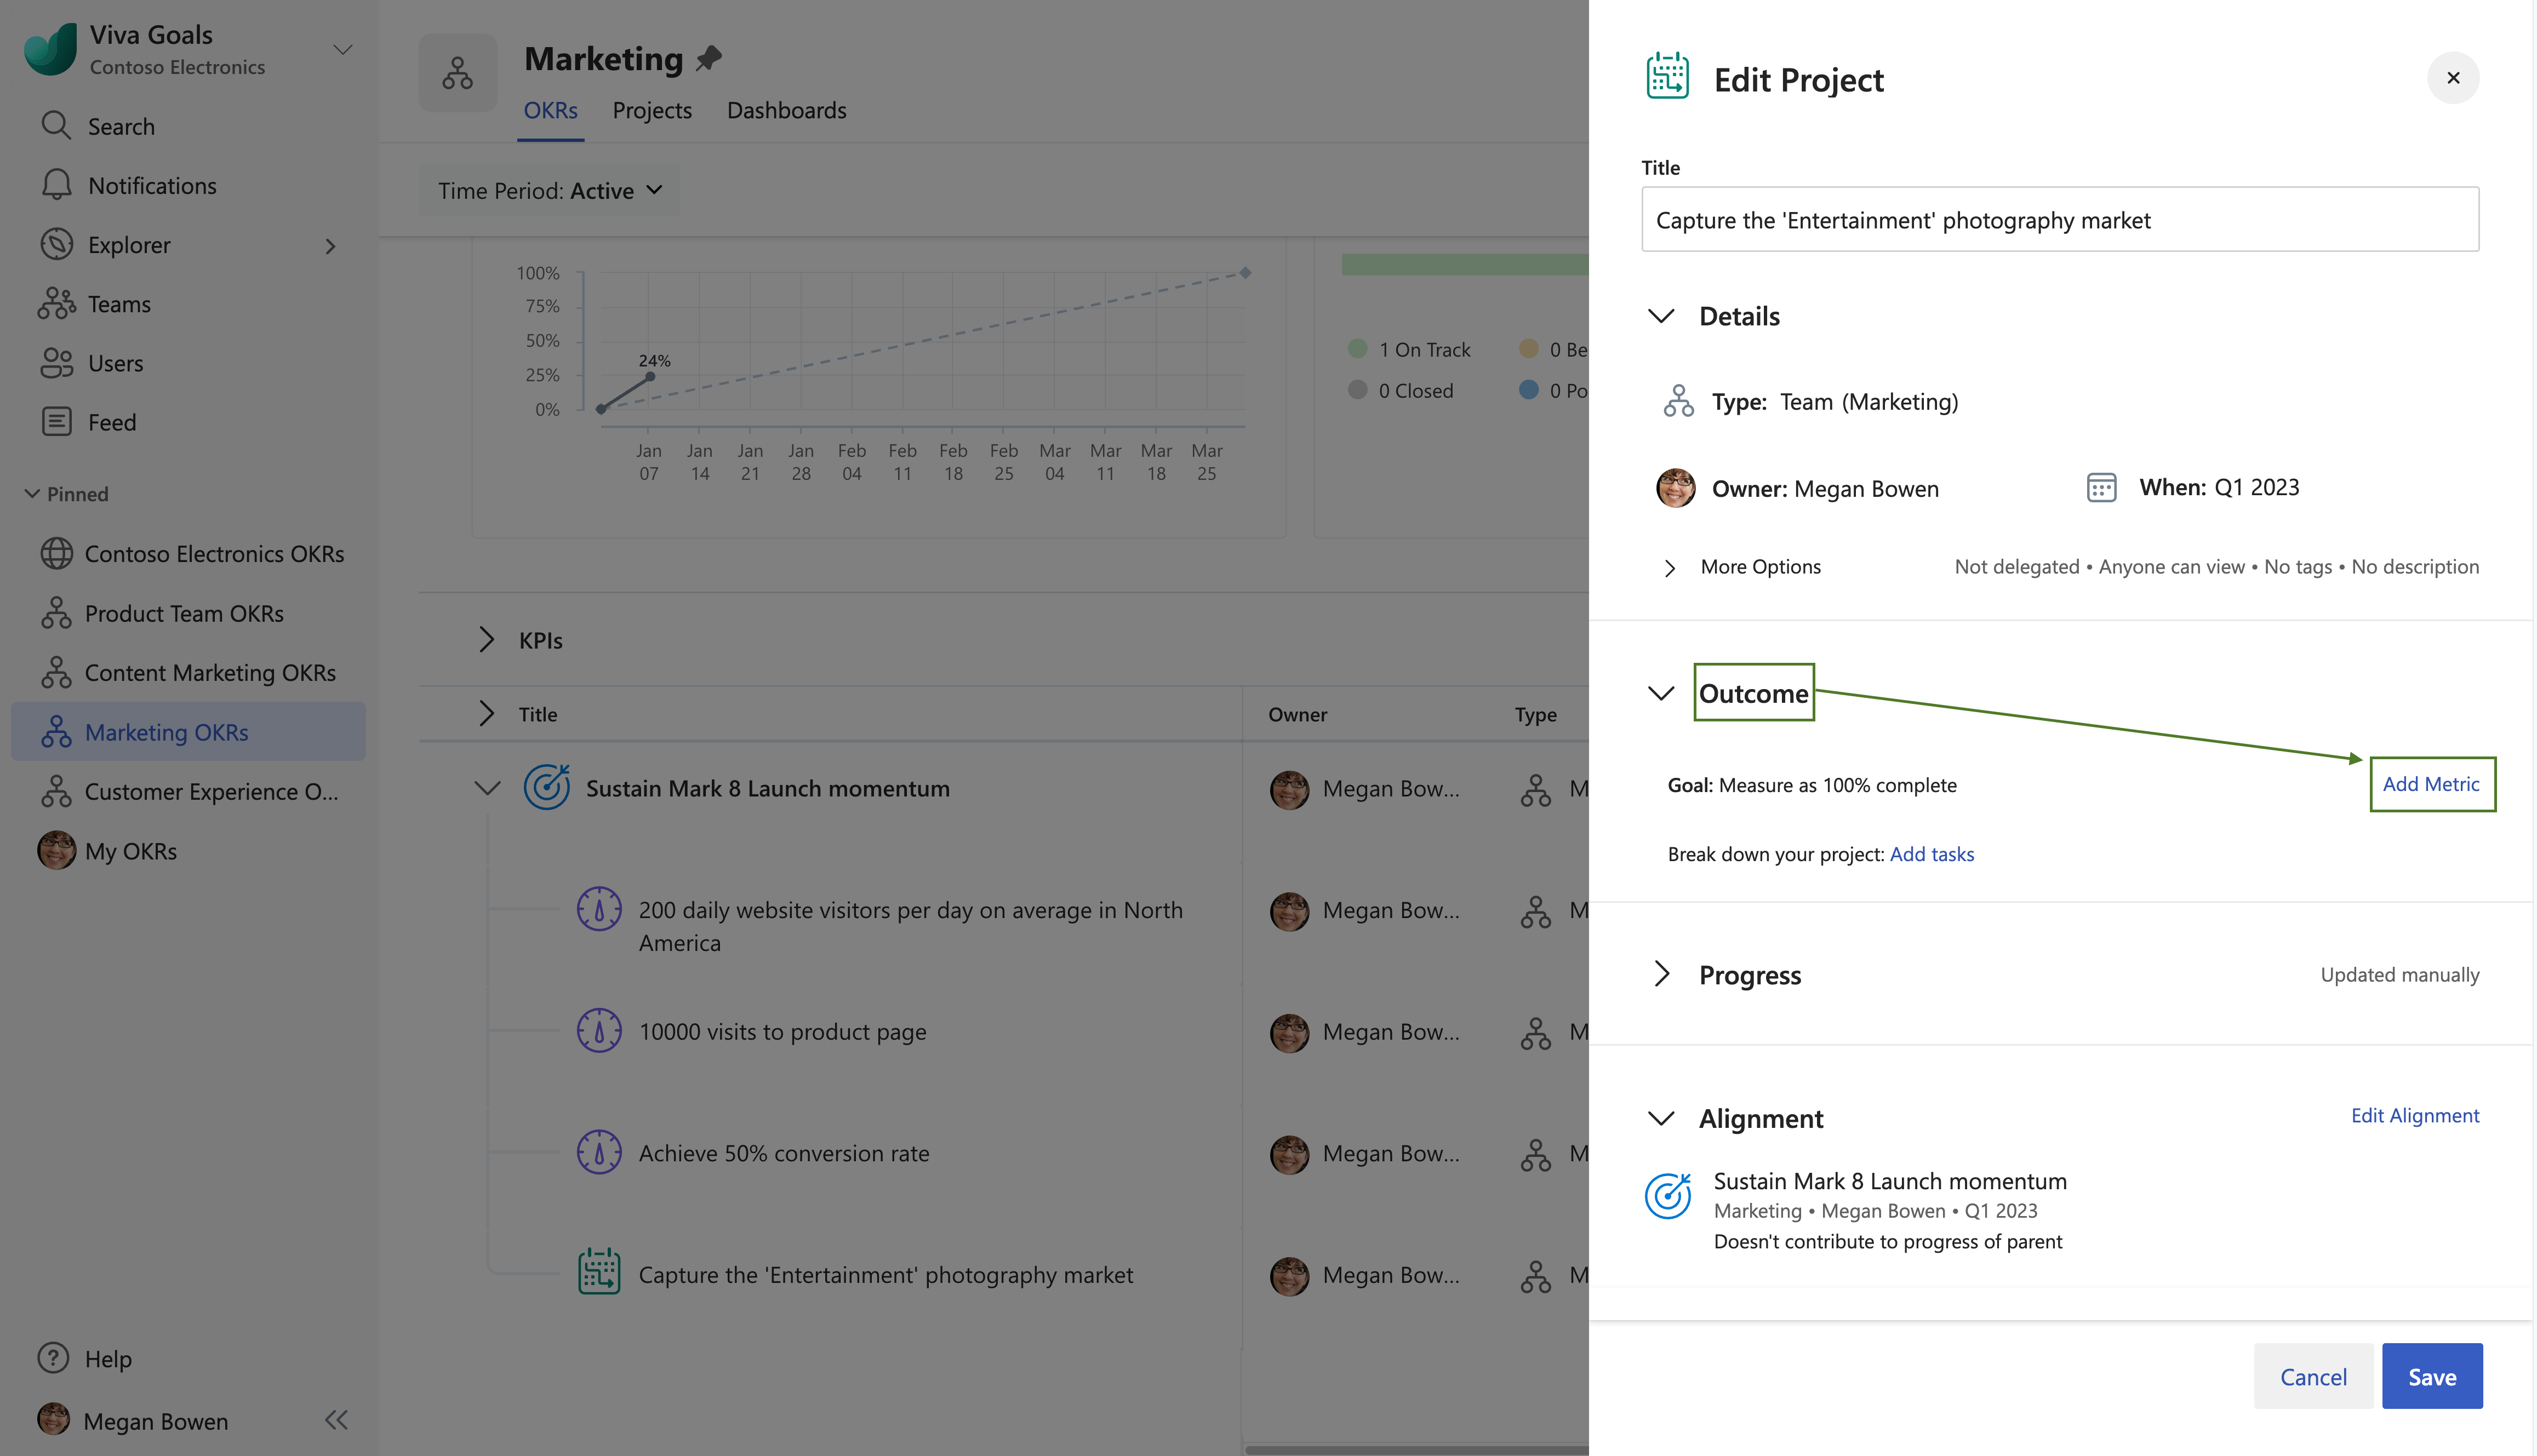 Viva Goals
Contoso Electronics
Search
Notifications
Explorer
Teams
Users
Feed
Pinned
Contoso Electronics OKRs
Product Team OKRs
Content Marketing OKRs
Marketing OKRs
Customer Experience O...
My OKRs
Help
Megan Bowen
Marketing
OKRs Projects Dashboards
Time Period: Active
100%
75%
50%
25%
0%
24%
Jan 07
Jan 14
Jan 21
Jan 28
Feb 04
Feb 11
Feb 18
Feb 25
Mar 04
Mar 11
Mar 18
Mar 25
1 On Track 0 Be
0 Closed 0 Po
KPIs
Title Owner Type
Sustain Mark 8 Launch momentum Megan Bow... M
200 daily website visitors per day on average in North Megan Bow... M
America
10000 visits to product page Megan Bow... M
Achieve 50% conversion rate Megan Bow... M
Capture the 'Entertainment' photography market Megan Bow... M
Edit Project
Title
Capture the 'Entertainment' photography market
Details
Type: Team (Marketing)
Owner: Megan Bowen When: Q1 2023
More Options Not delegated • Anyone can view • No tags • No description
Outcome
Goal: Measure as 100% complete Add Metric
Break down your project: Add tasks
Progress Updated manually
Alignment Edit Alignment
Sustain Mark 8 Launch momentum
Marketing • Megan Bowen • Q1 2023
Doesn't contribute to progress of parent
Cancel Save